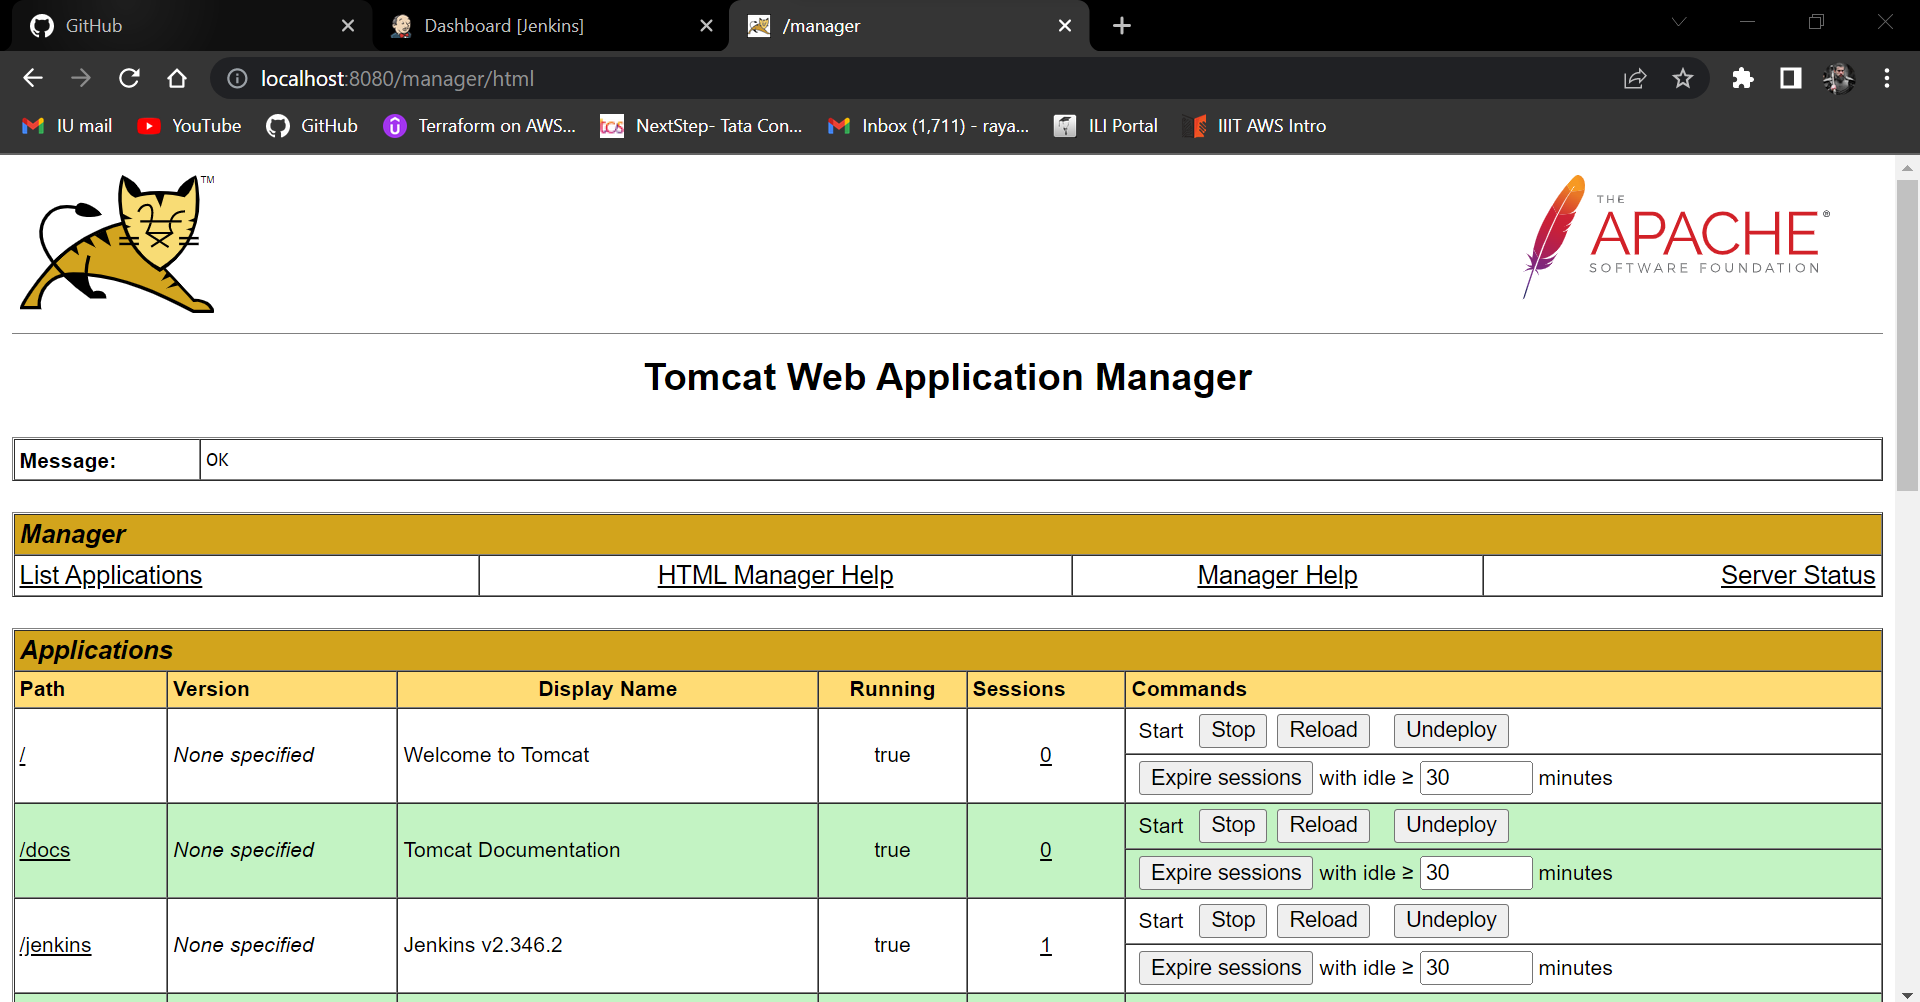 GitHub
Dashboard [Jenkins]
/manager
localhost:8080/manager/html
IU mail
YouTube
GitHub
Terraform on AWS...
tcs
NextStep- Tata Con...
Inbox (1,711) - raya...
ILI Portal
IIIT AWS Intro
TM
THE
APACHE®
SOFTWARE FOUNDATION
Tomcat Web Application Manager
Message: OK
Manager
List Applications HTML Manager Help Manager Help Server Status
Applications
Path Version Display Name Running Sessions Commands
/ None specified Welcome to Tomcat true 0
Start Stop Reload Undeploy
Expire sessions with idle ≥ 30 minutes
/docs None specified Tomcat Documentation true 0
Start Stop Reload Undeploy
Expire sessions with idle ≥ 30 minutes
/jenkins None specified Jenkins v2.346.2 true 1
Start Stop Reload Undeploy
Expire sessions with idle ≥ 30 minutes